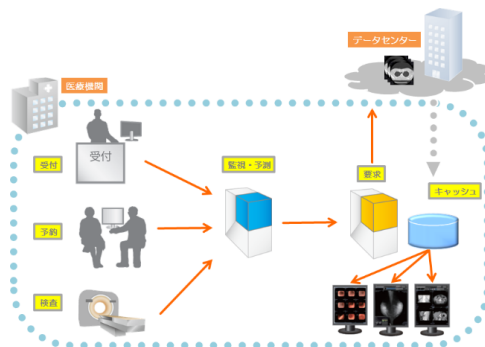 データセンター
医療機関
受付
受付
監視・予測
要求
キャッシュ
予約
検査